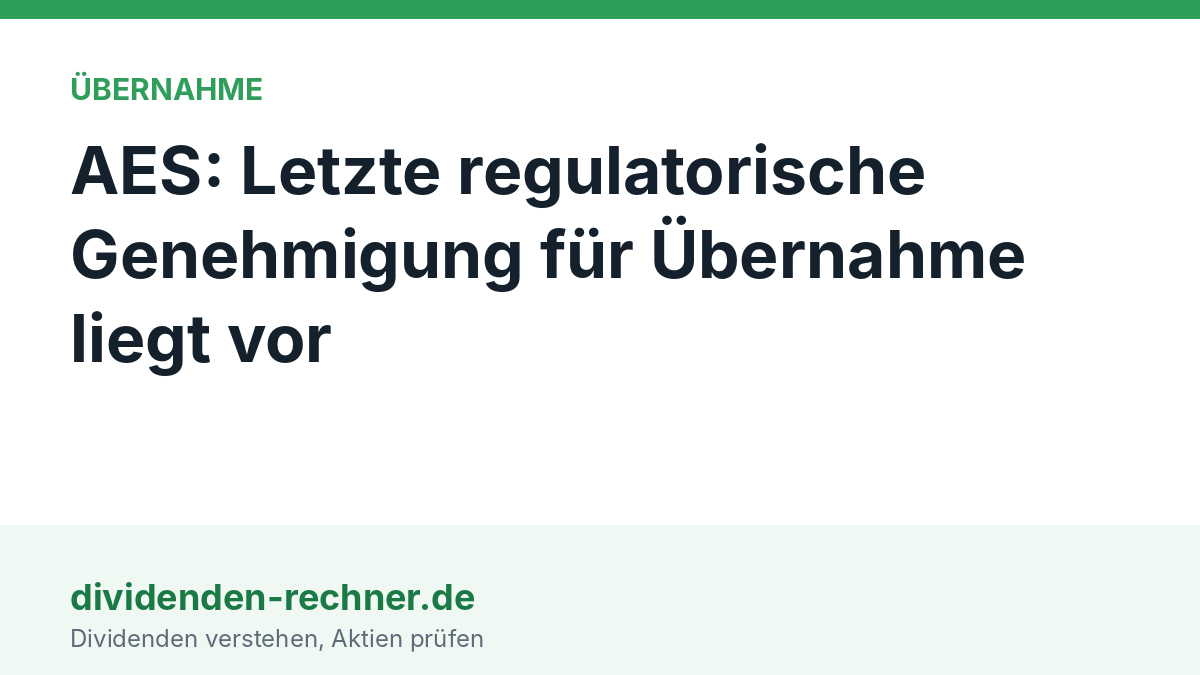 ÜBERNAHME
AES: Letzte regulatorische
Genehmigung für Übernahme
liegt vor
dividenden-rechner.de
Dividenden verstehen, Aktien prüfen